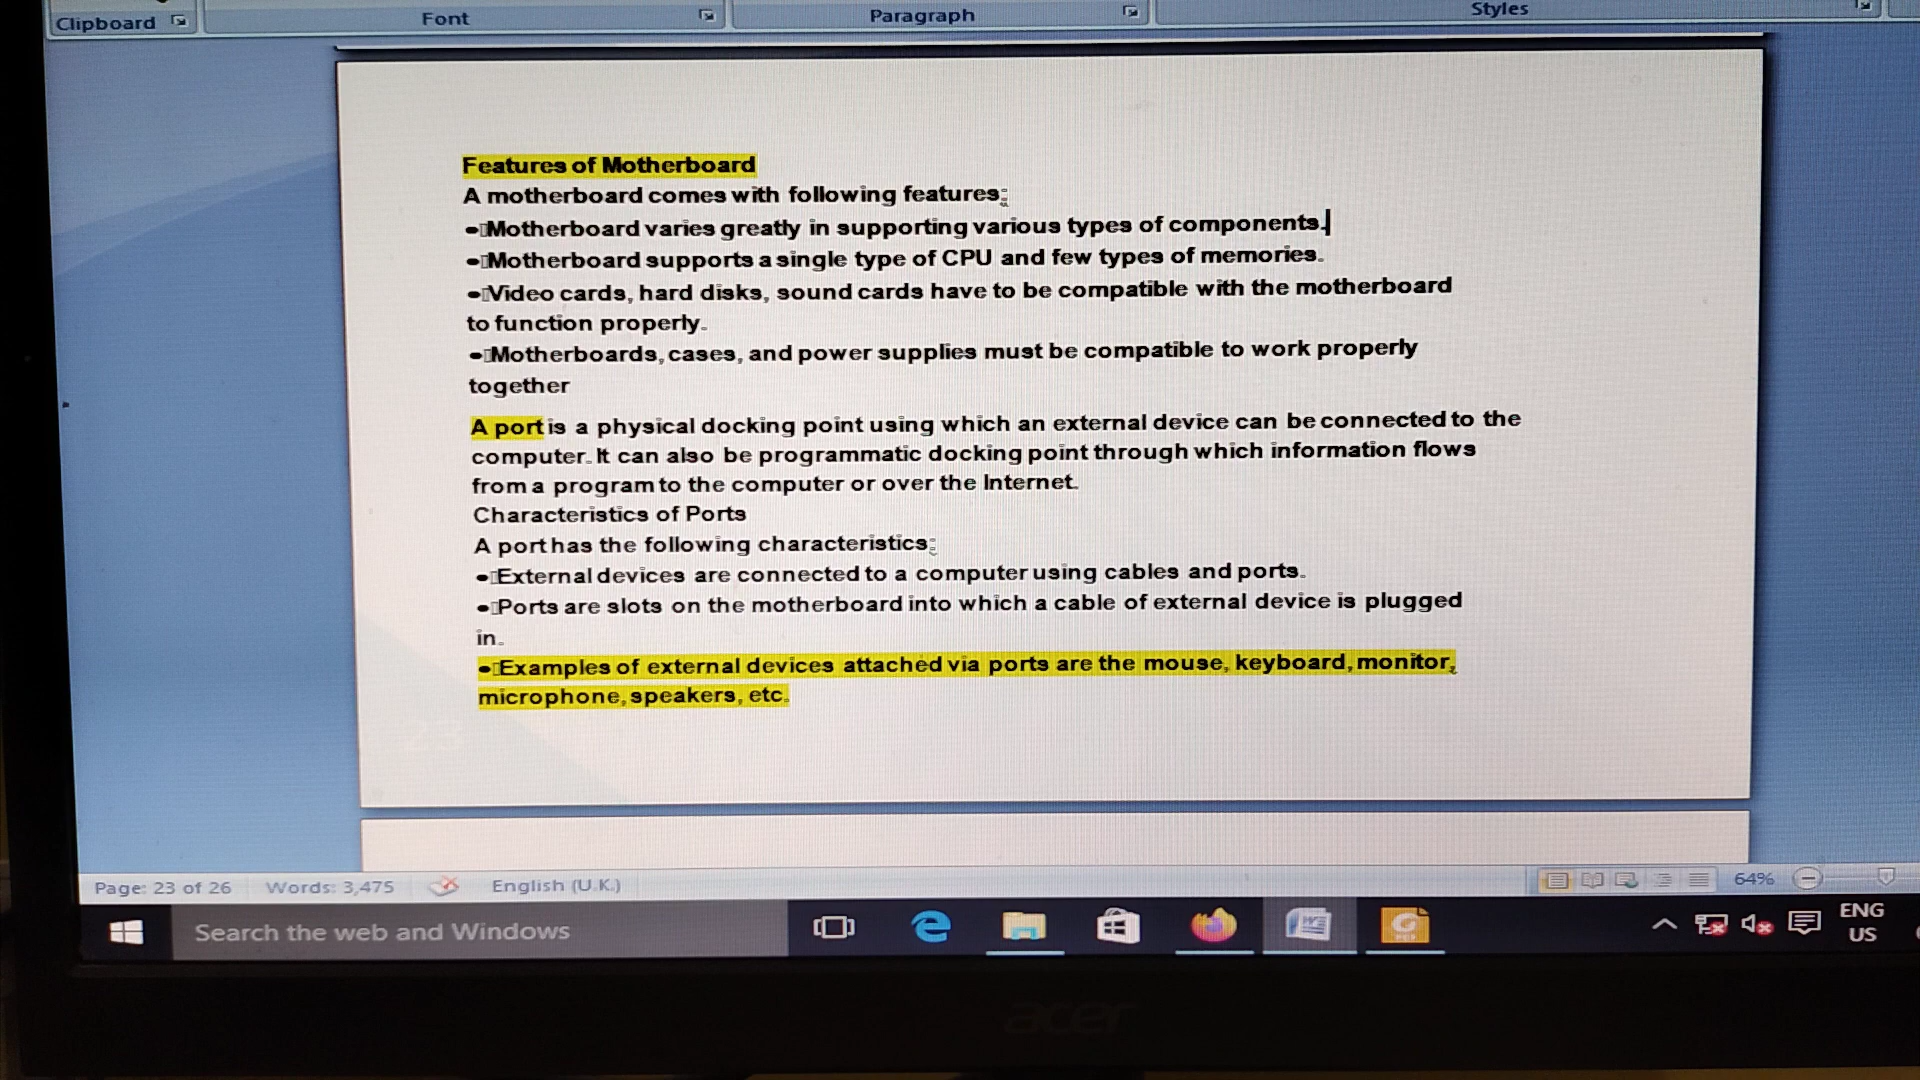 Clipboard
Font
Paragraph
Styles
Features of Motherboard
A motherboard comes with following features:
•Motherboard varies greatly in supporting various types of components.
•Motherboard supports a single type of CPU and few types of memories.
•Video cards, hard disks, sound cards have to be compatible with the motherboard
to function properly.
•Motherboards, cases, and power supplies must be compatible to work properly
together
A port is a physical docking point using which an external device can be connected to the
computer. It can also be programmatic docking point through which information flows
from a program to the computer or over the Internet.
Characteristics of Ports
A port has the following characteristics:
•External devices are connected to a computer using cables and ports.
•Ports are slots on the motherboard into which a cable of external device is plugged
in.
•Examples of external devices attached via ports are the mouse, keyboard, monitor,
microphone, speakers, etc.
23
Page: 23 of 26
Words: 3,475
English (U.K.)
64%
Search the web and Windows
ENG
US
acer